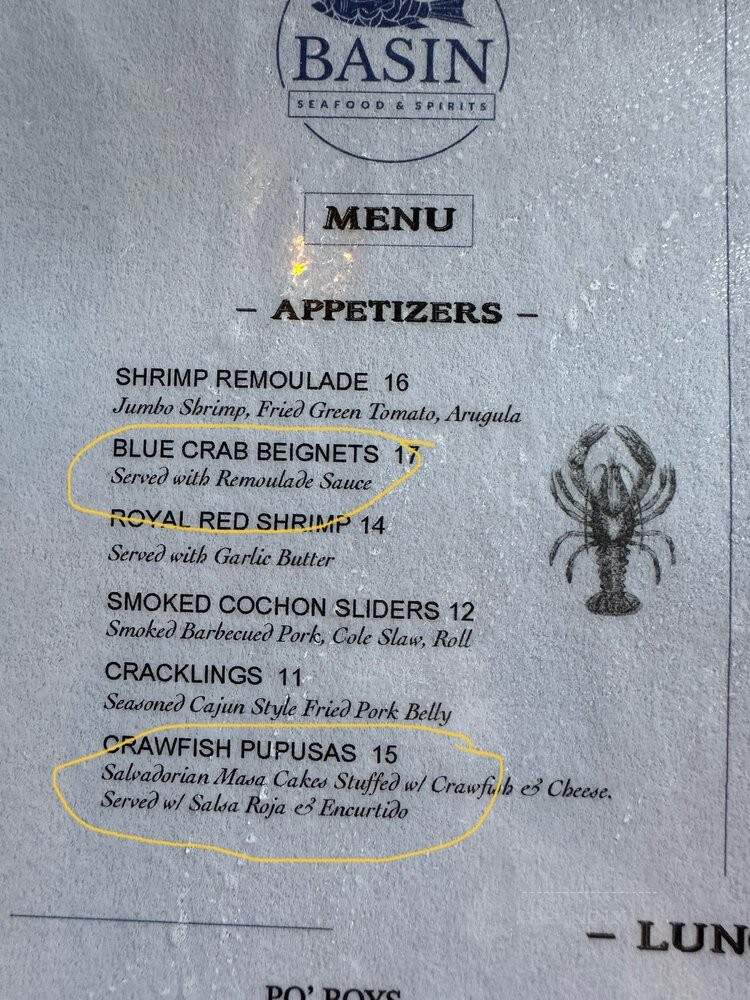 BASIN
SEAFOOD & SPIRITS
MENU
- APPETIZERS -
SHRIMP REMOULADE 16
Jumbo Shrimp, Fried Green Tomato, Arugula
BLUE CRAB BEIGNETS 17
Served with Remoulade Sauce
ROYAL RED SHRIMP 14
Served with Garlic Butter
SMOKED COCHON SLIDERS 12
Smoked Barbecued Pork, Cole Slaw, Roll
CRACKLINGS 11
Seasoned Cajun Style Fried Pork Belly
CRAWFISH PUPUSAS 15
Salvadorian Masa Cakes Stuffed w/ Crawfish & Cheese.
Served w/ Salsa Roja & Encurtido
- LUN
PO' BOYS